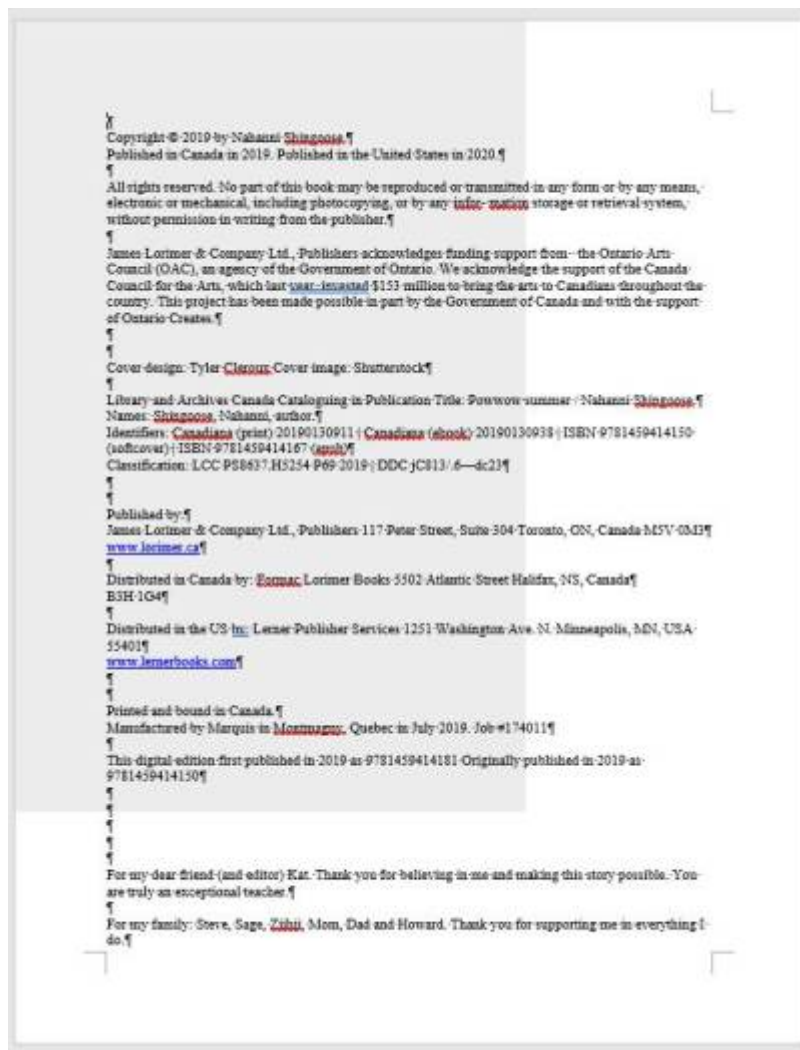 Copyright © 2019 by Nahanni Shingoose
Published in Canada in 2019. Published in the United States in 2020.
All rights reserved. No part of this book may be reproduced or transmitted in any form or by any means,
electronic or mechanical, including photocopying, or by any infor- mation storage or retrieval system,
without permission in writing from the publisher.
James Lorimer & Company Ltd., Publishers acknowledges funding support from the Ontario Arts
Council (OAC), an agency of the Government of Ontario. We acknowledge the support of the Canada
Council for the Arts, which last year invested $153 million to bring the arts to Canadians throughout the
country. This project has been made possible in part by the Government of Canada and with the support
of Ontario Creates.
Cover design: Tyler Cleroux Cover image: Shutterstock
Library and Archives Canada Cataloguing in Publication Title: Powwow summer / Nahanni Shingoose.
Names: Shingoose, Nahanni, author.
Identifiers: Canadiana (print) 20190130911 | Canadiana (ebook) 20190130938 | ISBN 9781459414150
(softcover) | ISBN 9781459414167 (epub)
Classification: LCC PS8637.H5254 P69 2019 | DDC jC813/.6—dc23
Published by:
James Lorimer & Company Ltd., Publishers 117 Peter Street, Suite 304 Toronto, ON, Canada M5V 0M3
www.lorimer.ca
Distributed in Canada by: Formac Lorimer Books 5502 Atlantic Street Halifax, NS, Canada
B3H 1G4
Distributed in the US by: Lerner Publisher Services 1251 Washington Ave. N. Minneapolis, MN, USA
55401
www.lernerbooks.com
Printed and bound in Canada.
Manufactured by Marquis in Montmagny, Quebec in July 2019. Job #174011
This digital edition first published in 2019 as 9781459414181 Originally published in 2019 as
9781459414150
For my dear friend (and editor) Kat. Thank you for believing in me and making this story possible. You
are truly an exceptional teacher.
For my family: Steve, Sage, Ziibii, Mom, Dad and Howard. Thank you for supporting me in everything I
do.